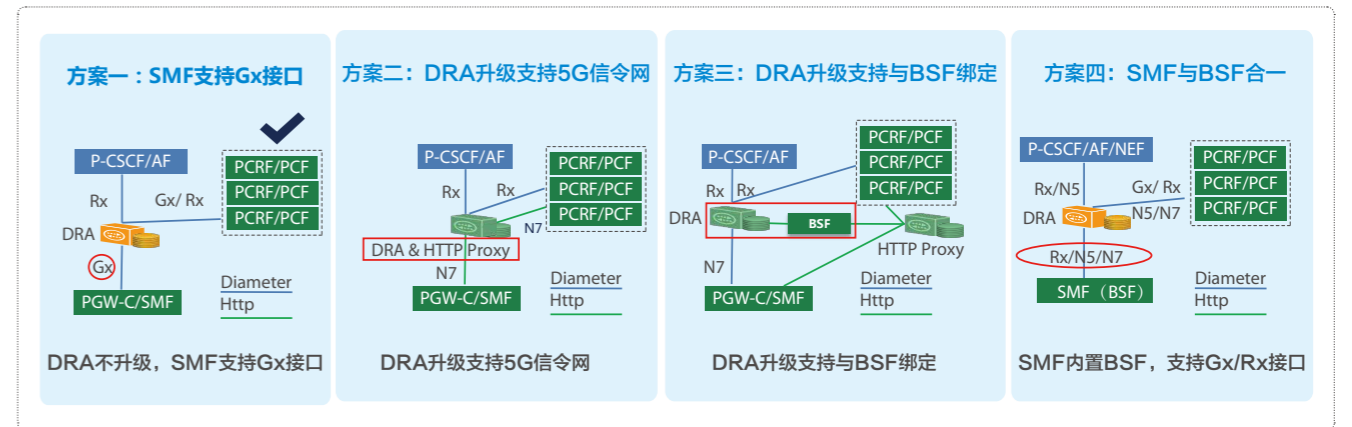 方案一：SMF支持Gx接口
P-CSCF/AF
PCRF/PCF
PCRF/PCF
PCRF/PCF
Rx
Gx/ Rx
DRA
Gx
PGW-C/SMF
Diameter
Http
DRA不升级，SMF支持Gx接口
方案二：DRA升级支持5G信令网
P-CSCF/AF
PCRF/PCF
PCRF/PCF
PCRF/PCF
Rx
Rx
N7
DRA & HTTP Proxy
N7
PGW-C/SMF
Diameter
Http
DRA升级支持5G信令网
方案三：DRA升级支持与BSF绑定
PCRF/PCF
PCRF/PCF
PCRF/PCF
P-CSCF/AF
Rx
Rx
DRA
BSF
HTTP Proxy
N7
PGW-C/SMF
Diameter
Http
DRA升级支持与BSF绑定
方案四：SMF与BSF合一
P-CSCF/AF/NEF
PCRF/PCF
PCRF/PCF
PCRF/PCF
Rx/N5
Gx/ Rx
N5/N7
DRA
Rx/N5/N7
SMF（BSF）
Diameter
Http
SMF内置BSF，支持Gx/Rx接口